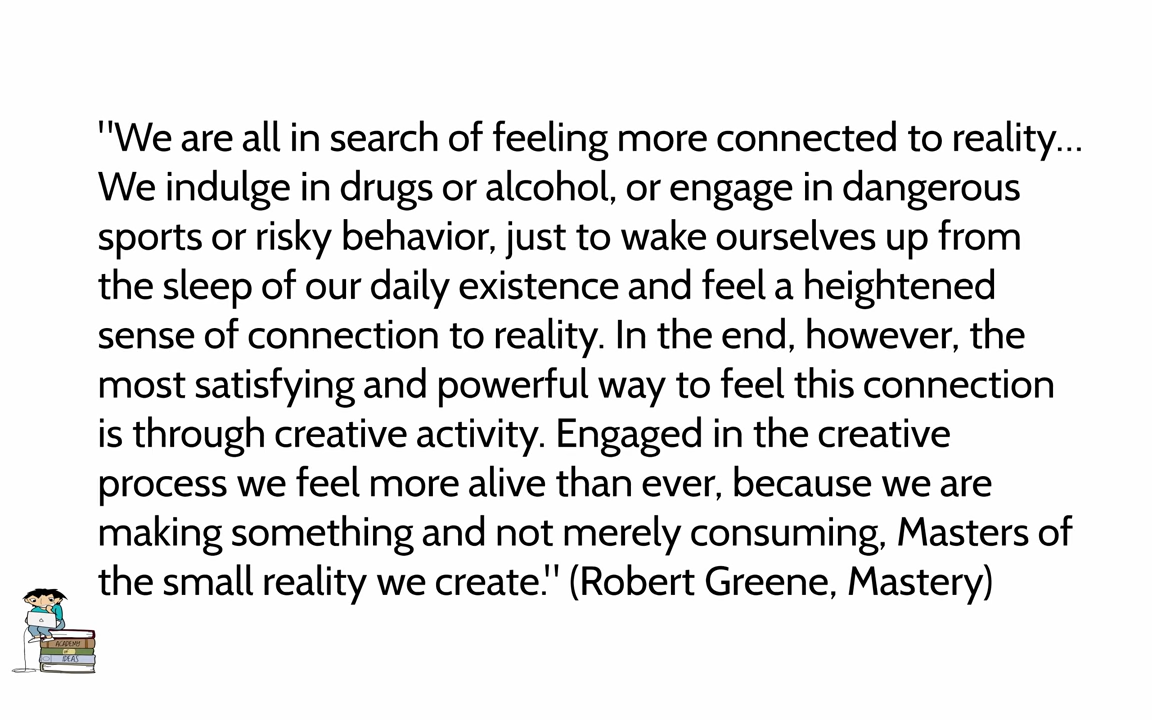 "We are all in search of feeling more connected to reality...
We indulge in drugs or alcohol, or engage in dangerous
sports or risky behavior, just to wake ourselves up from
the sleep of our daily existence and feel a heightened
sense of connection to reality. In the end, however, the
most satisfying and powerful way to feel this connection
is through creative activity. Engaged in the creative
process we feel more alive than ever, because we are
making something and not merely consuming, Masters of
the small reality we create." (Robert Greene, Mastery)
ACADEMY
OF
IDEAS